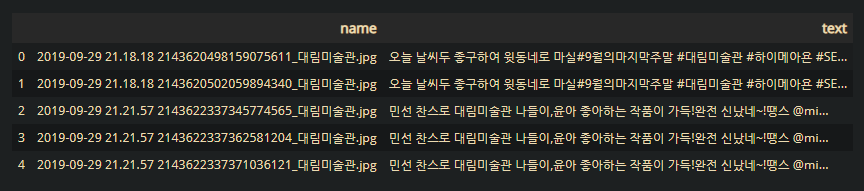 name text
0 2019-09-29 21.18.18 2143620498159075611_대림미술관.jpg 오늘 날씨두 좋구하여 윗동네로 마실#9월의마지막주말 #대림미술관 #하이메아욘 #SE...
1 2019-09-29 21.18.18 2143620502059894340_대림미술관.jpg 오늘 날씨두 좋구하여 윗동네로 마실#9월의마지막주말 #대림미술관 #하이메아욘 #SE...
2 2019-09-29 21.21.57 2143622337345774565_대림미술관.jpg 민선 찬스로 대림미술관 나들이,윤아 좋아하는 작품이 가득!완전 신났네~!땡스 @mi...
3 2019-09-29 21.21.57 2143622337362581204_대림미술관.jpg 민선 찬스로 대림미술관 나들이,윤아 좋아하는 작품이 가득!완전 신났네~!땡스 @mi...
4 2019-09-29 21.21.57 2143622337371036121_대림미술관.jpg 민선 찬스로 대림미술관 나들이,윤아 좋아하는 작품이 가득!완전 신났네~!땡스 @mi...